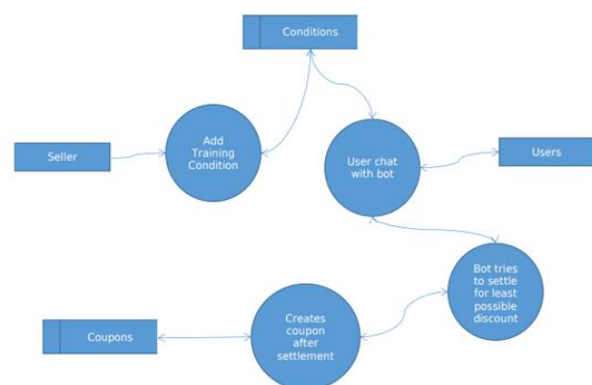 Conditions
Add
Training
Condition
Seller
User chat
with bot
Users
Bot tries
to settle
for least
possible
discount
Creates
coupon
after
settlement
Coupons